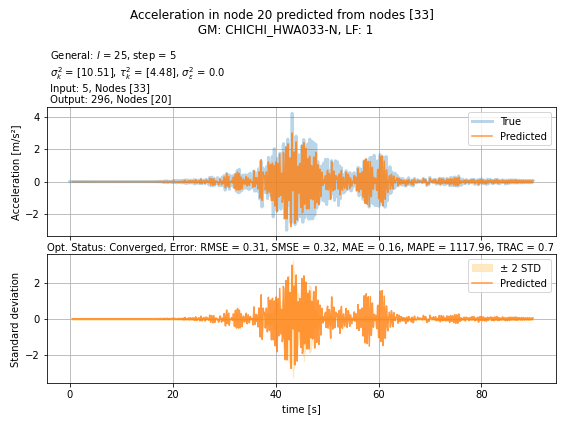 Acceleration in node 20 predicted from nodes [33]
GM: CHICHI_HWA033-N, LF: 1
General: l = 25, step = 5
σ²ₖ = [10.51], τ²ₖ = [4.48], σ²ε = 0.0
Input: 5, Nodes [33]
Output: 296, Nodes [20]
Acceleration [m/s²]
4
2
0
−2
True
Predicted
Opt. Status: Converged, Error: RMSE = 0.31, SMSE = 0.32, MAE = 0.16, MAPE = 1117.96, TRAC = 0.7
Standard deviation
2
0
−2
± 2 STD
Predicted
0 20 40 60 80
time [s]